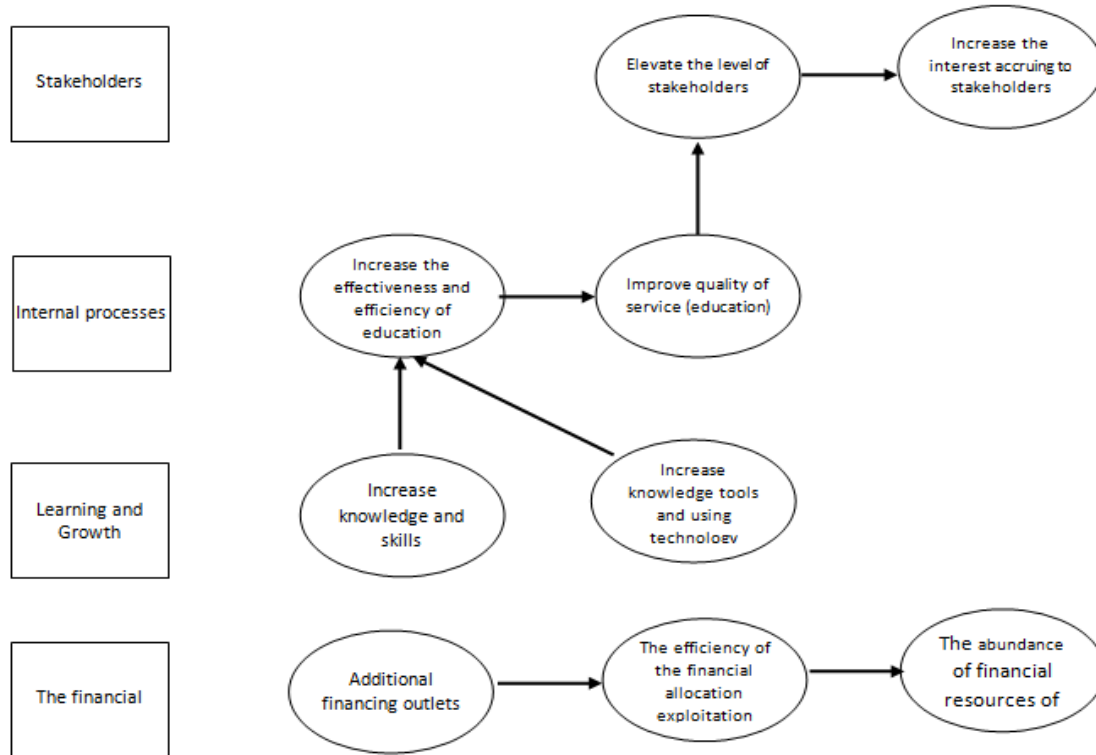 Stakeholders
Elevate the level of
stakeholders
Increase the
interest accruing to
stakeholders
Internal processes
Increase the
effectiveness and
efficiency of
education
Improve quality of
service (education)
Learning and
Growth
Increase
knowledge and
skills
Increase
knowledge tools
and using
technology
The financial
Additional
financing outlets
The efficiency of
the financial
allocation
exploitation
The abundance
of financial
resources of